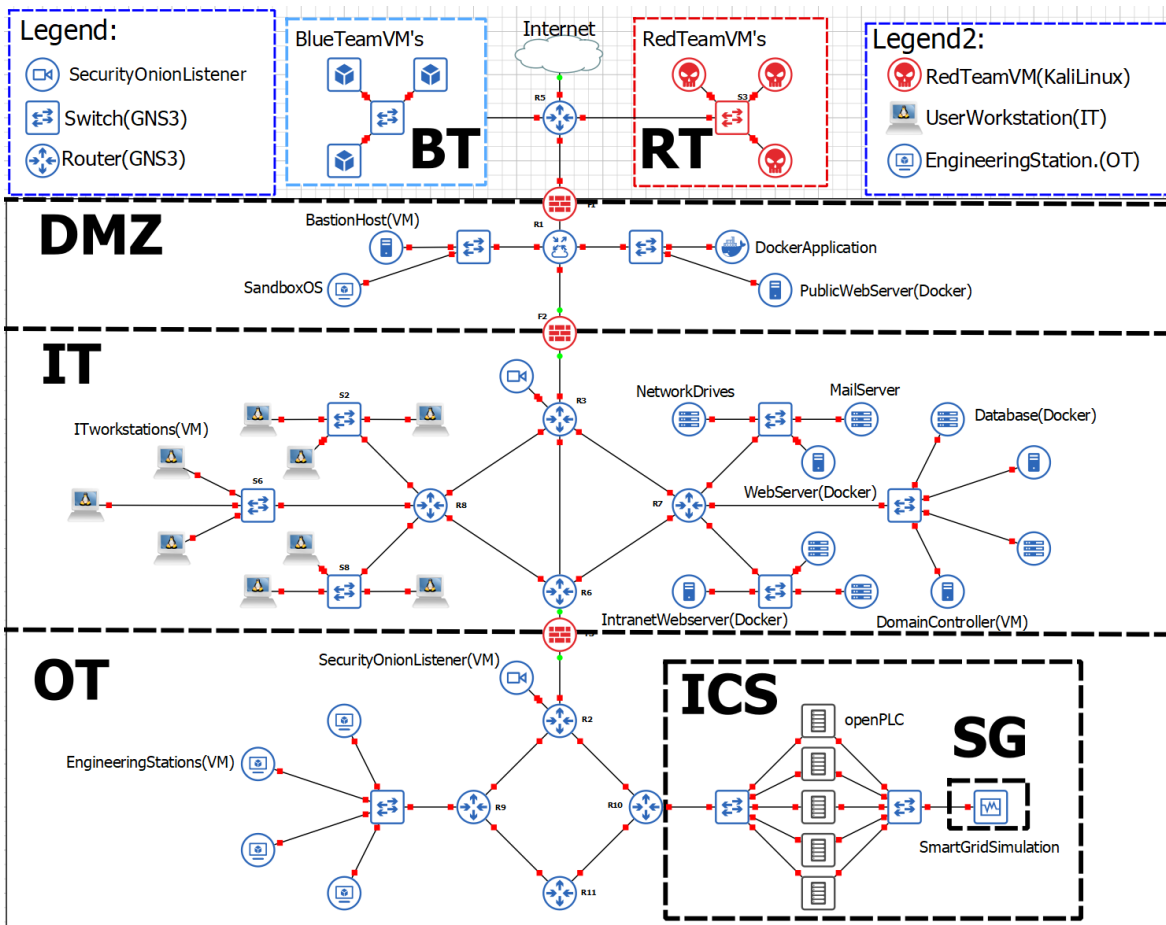 Legend:
SecurityOnionListener
Switch(GNS3)
Router(GNS3)
BlueTeamVM's
BT
Internet
R5
RedTeamVM's
S3
RT
Legend2:
RedTeamVM(KaliLinux)
UserWorkstation(IT)
EngineeringStation.(OT)
DMZ
BastionHost(VM)
R1
DockerApplication
SandboxOS
PublicWebServer(Docker)
F2
IT
S2
R3
NetworkDrives
MailServer
Database(Docker)
ITworkstations(VM)
S6
R8
R7
WebServer(Docker)
S8
R6
IntranetWebserver(Docker)
DomainController(VM)
OT
SecurityOnionListener(VM)
R2
ICS
openPLC
SG
EngineeringStations(VM)
R9
R10
SmartGridSimulation
R11